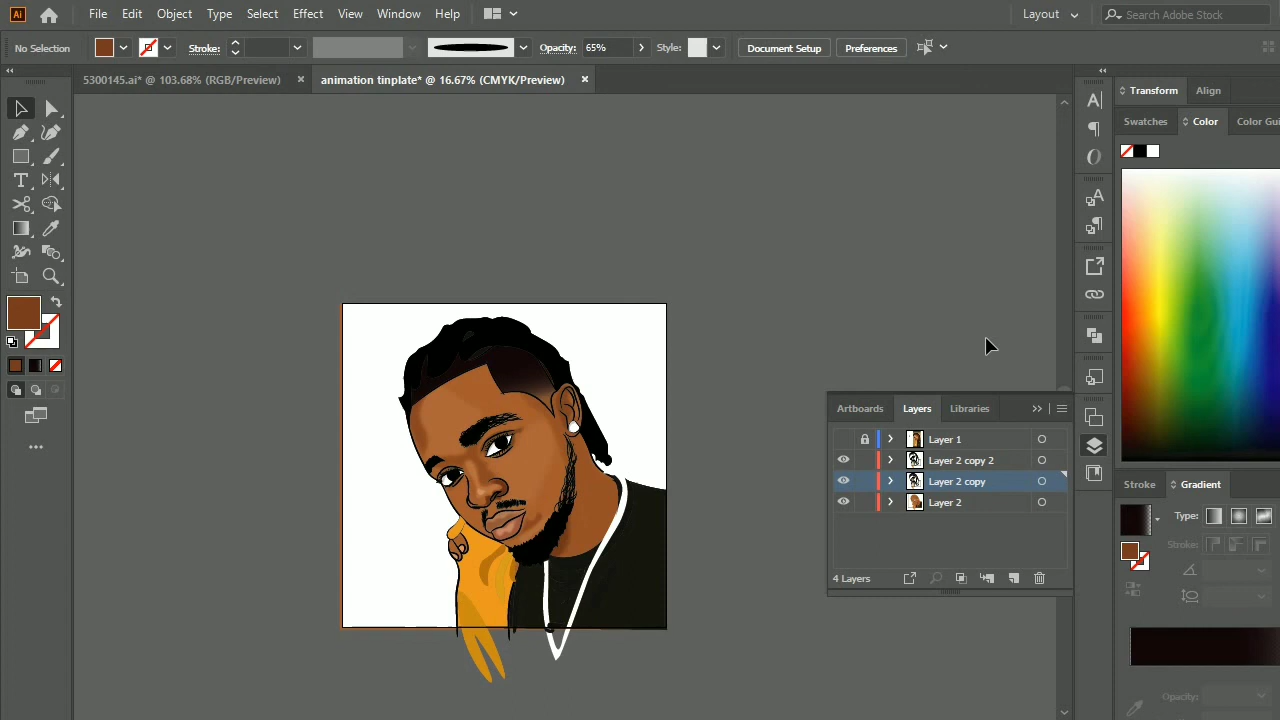 Ai File Edit Object Type Select Effect View Window Help Layout Search Adobe Stock
No Selection Stroke: Opacity: 65% Style: Document Setup Preferences
5300145.ai* @ 103.68% (RGB/Preview) × animation tinplate* @ 16.67% (CMYK/Preview) ×
Transform Align
Swatches Color Color Gui
Artboards Layers Libraries
Layer 1
Layer 2 copy 2
Layer 2 copy
Layer 2
4 Layers
Stroke Gradient
Type:
Stroke:
Opacity: